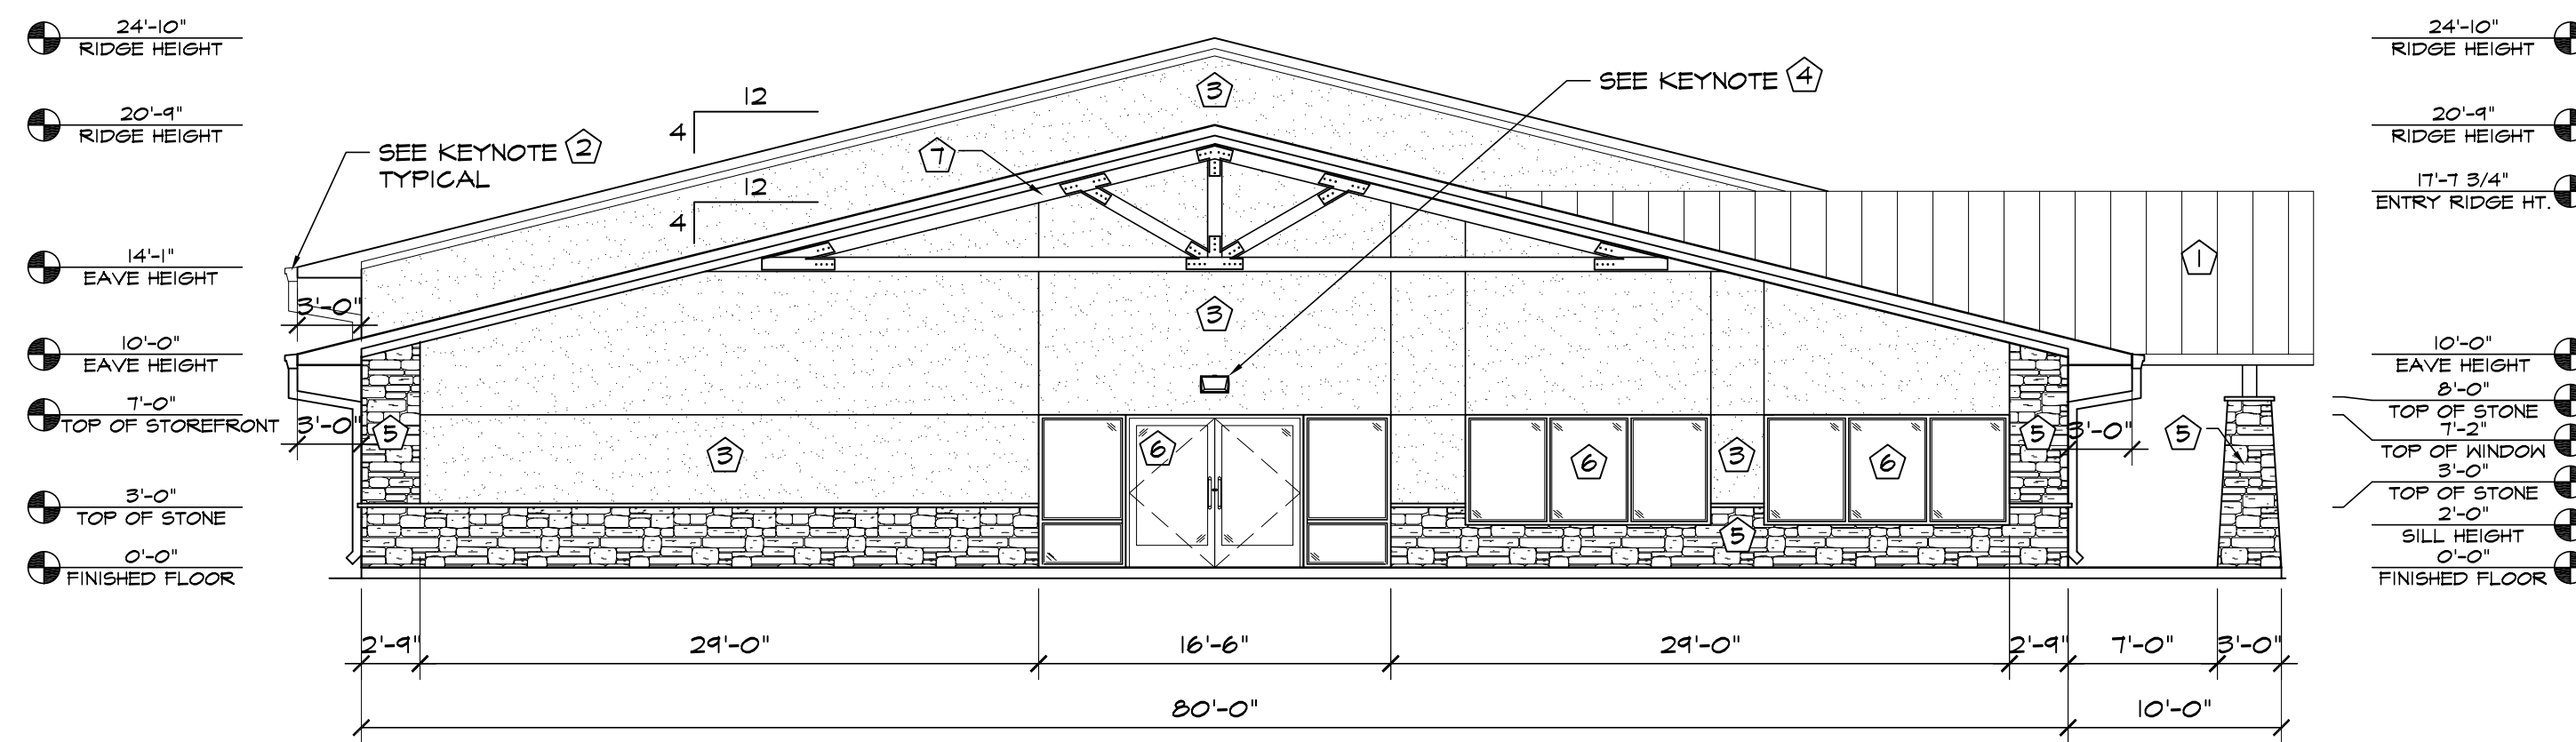 24'-10"
RIDGE HEIGHT
20'-9"
RIDGE HEIGHT
14'-1"
EAVE HEIGHT
10'-0"
EAVE HEIGHT
7'-0"
TOP OF STOREFRONT
3'-0"
TOP OF STONE
0'-0"
FINISHED FLOOR
SEE KEYNOTE 2
TYPICAL
12
4
12
4
3
SEE KEYNOTE 4
7
3'-0"
3'-0"
5
3
3
6
6
3
6
5
5
3'-0"
5
1
24'-10"
RIDGE HEIGHT
20'-9"
RIDGE HEIGHT
17'-7 3/4"
ENTRY RIDGE HT.
10'-0"
EAVE HEIGHT
8'-0"
TOP OF STONE
7'-2"
TOP OF WINDOW
3'-0"
TOP OF STONE
2'-0"
SILL HEIGHT
0'-0"
FINISHED FLOOR
2'-9"
29'-0"
16'-6"
29'-0"
2'-9"
7'-0"
3'-0"
80'-0"
10'-0"